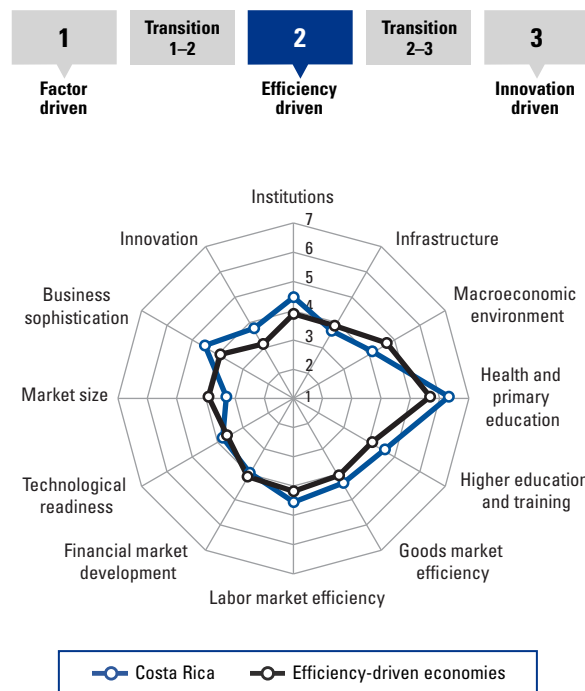 1
Transition
1–2
2
Transition
2–3
3
Factor
driven
Efficiency
driven
Innovation
driven
Institutions
7
Innovation
6
Infrastructure
5
Business
sophistication
4
Macroeconomic
environment
3
2
Market size
1
Health and
primary
education
Technological
readiness
Higher education
and training
Financial market
development
Goods market
efficiency
Labor market efficiency
Costa Rica
Efficiency-driven economies